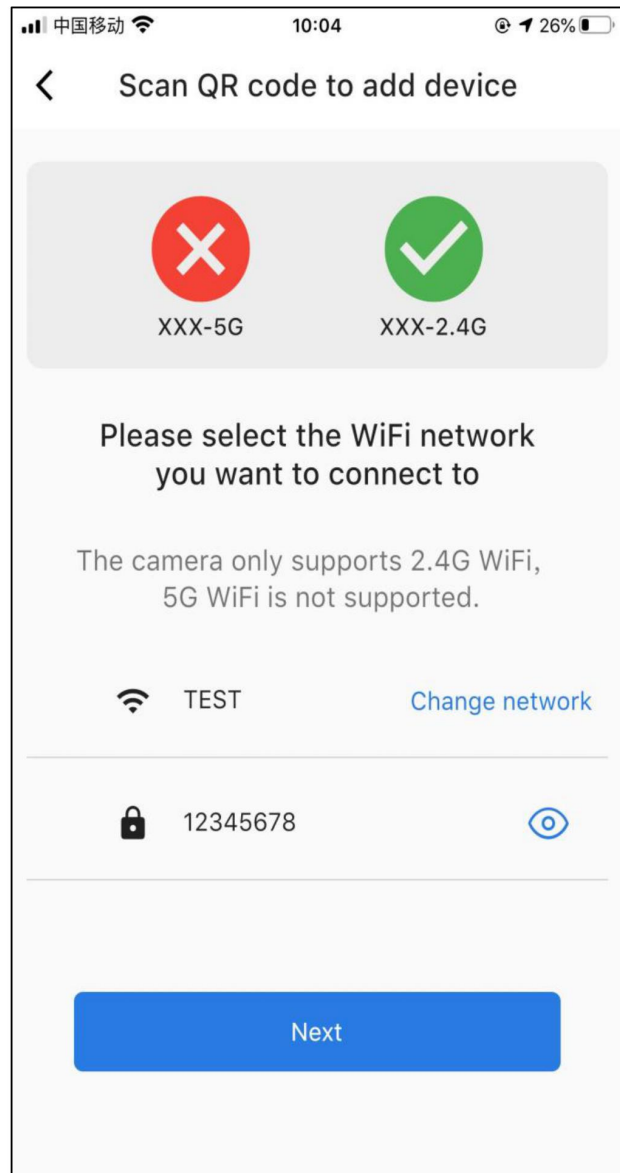 中国移动 10:04 26%
Scan QR code to add device
XXX-5G XXX-2.4G
Please select the WiFi network
you want to connect to
The camera only supports 2.4G WiFi,
5G WiFi is not supported.
TEST Change network
12345678
Next